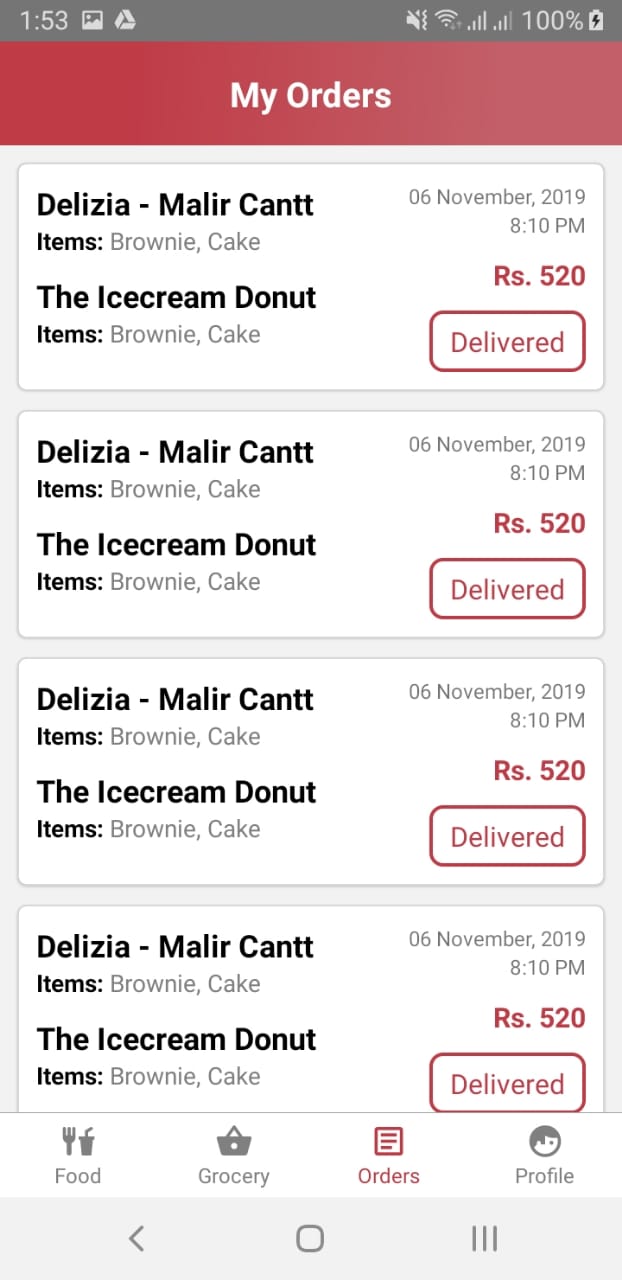 1:53 100%
My Orders
Delizia - Malir Cantt
Items: Brownie, Cake
The Icecream Donut
Items: Brownie, Cake
06 November, 2019
8:10 PM
Rs. 520
Delivered
Delizia - Malir Cantt
Items: Brownie, Cake
The Icecream Donut
Items: Brownie, Cake
06 November, 2019
8:10 PM
Rs. 520
Delivered
Delizia - Malir Cantt
Items: Brownie, Cake
The Icecream Donut
Items: Brownie, Cake
06 November, 2019
8:10 PM
Rs. 520
Delivered
Delizia - Malir Cantt
Items: Brownie, Cake
The Icecream Donut
Items: Brownie, Cake
06 November, 2019
8:10 PM
Rs. 520
Delivered
Food Grocery Orders Profile